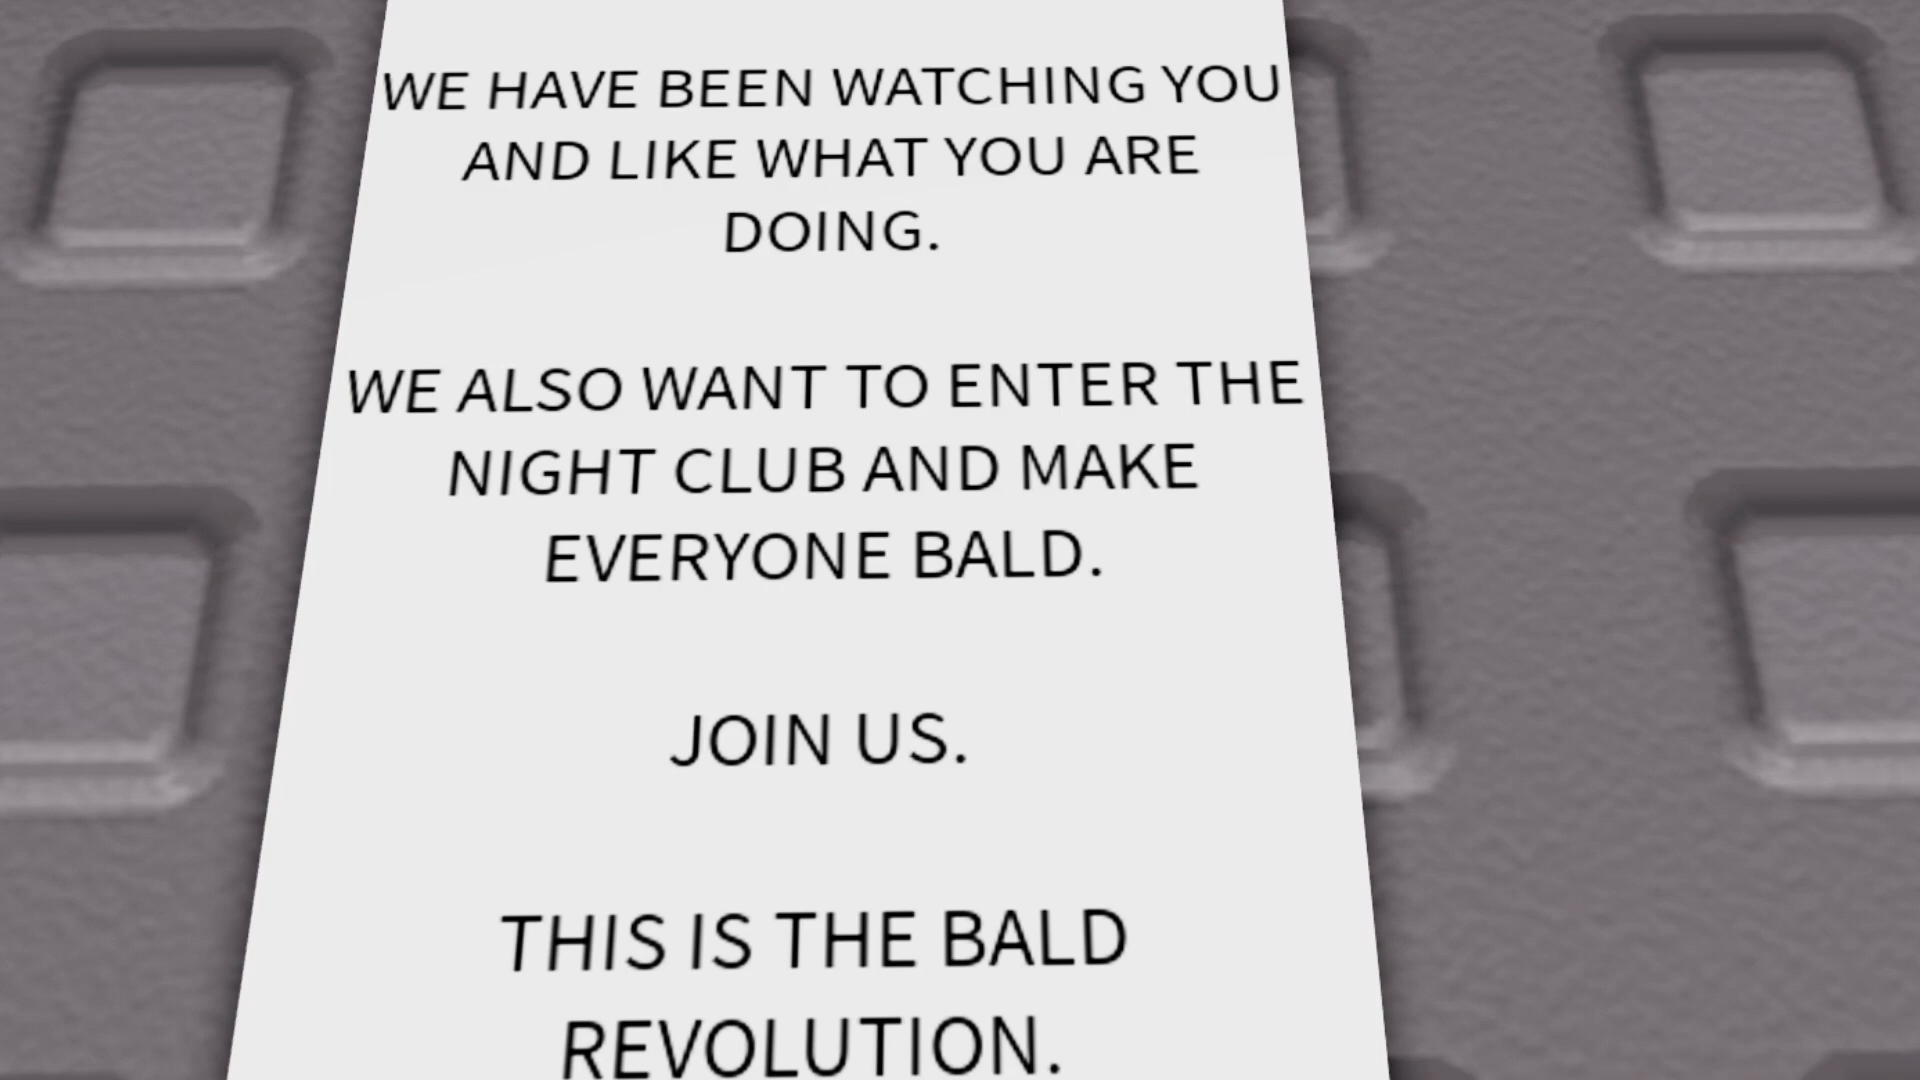 WE HAVE BEEN WATCHING YOU
AND LIKE WHAT YOU ARE
DOING.
WE ALSO WANT TO ENTER THE
NIGHT CLUB AND MAKE
EVERYONE BALD.
JOIN US.
THIS IS THE BALD
REVOLUTION.